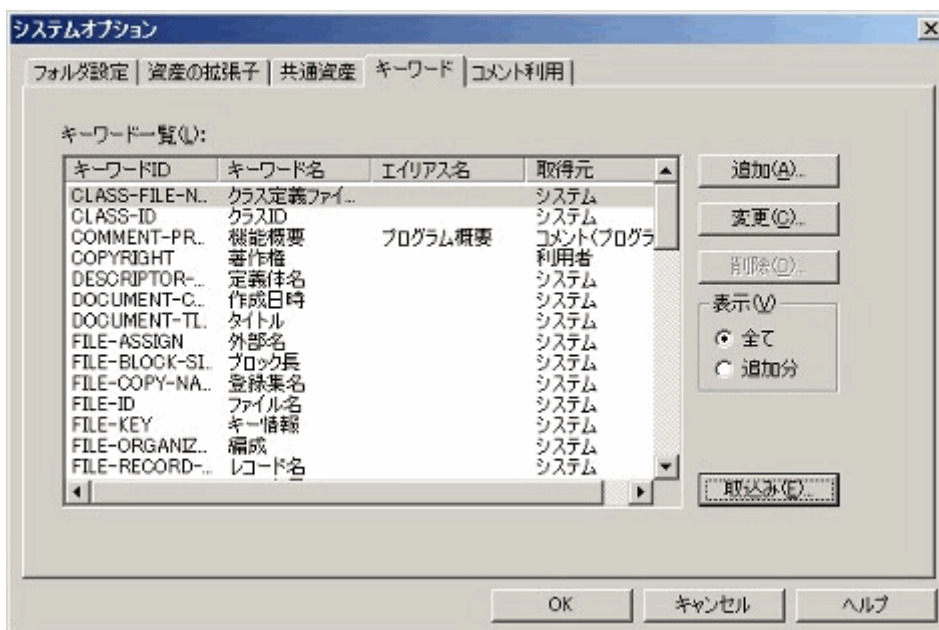 システムオプション
フォルダ設定 資産の拡張子 共通資産 キーワード コメント利用
キーワード一覧(L):
キーワードID キーワード名 エイリアス名 取得元
CLASS-FILE-N... クラス定義ファイ... システム
CLASS-ID クラスID システム
COMMENT-PR... 機能概要 プログラム概要 コメント(プログラ
COPYRIGHT 著作権 利用者
DESCRIPTOR-... 定義体名 システム
DOCUMENT-C... 作成日時 システム
DOCUMENT-TI... タイトル システム
FILE-ASSIGN 外部名 システム
FILE-BLOCK-SI... ブロック長 システム
FILE-COPY-NA... 登録集名 システム
FILE-ID ファイル名 システム
FILE-KEY キー情報 システム
FILE-ORGANIZ... 編成 システム
FILE-RECORD-... レコード名 システム
追加(A)...
変更(C)...
削除(D)...
表示(V)
全て
追加分
取込み(E)...
OK キャンセル ヘルプ